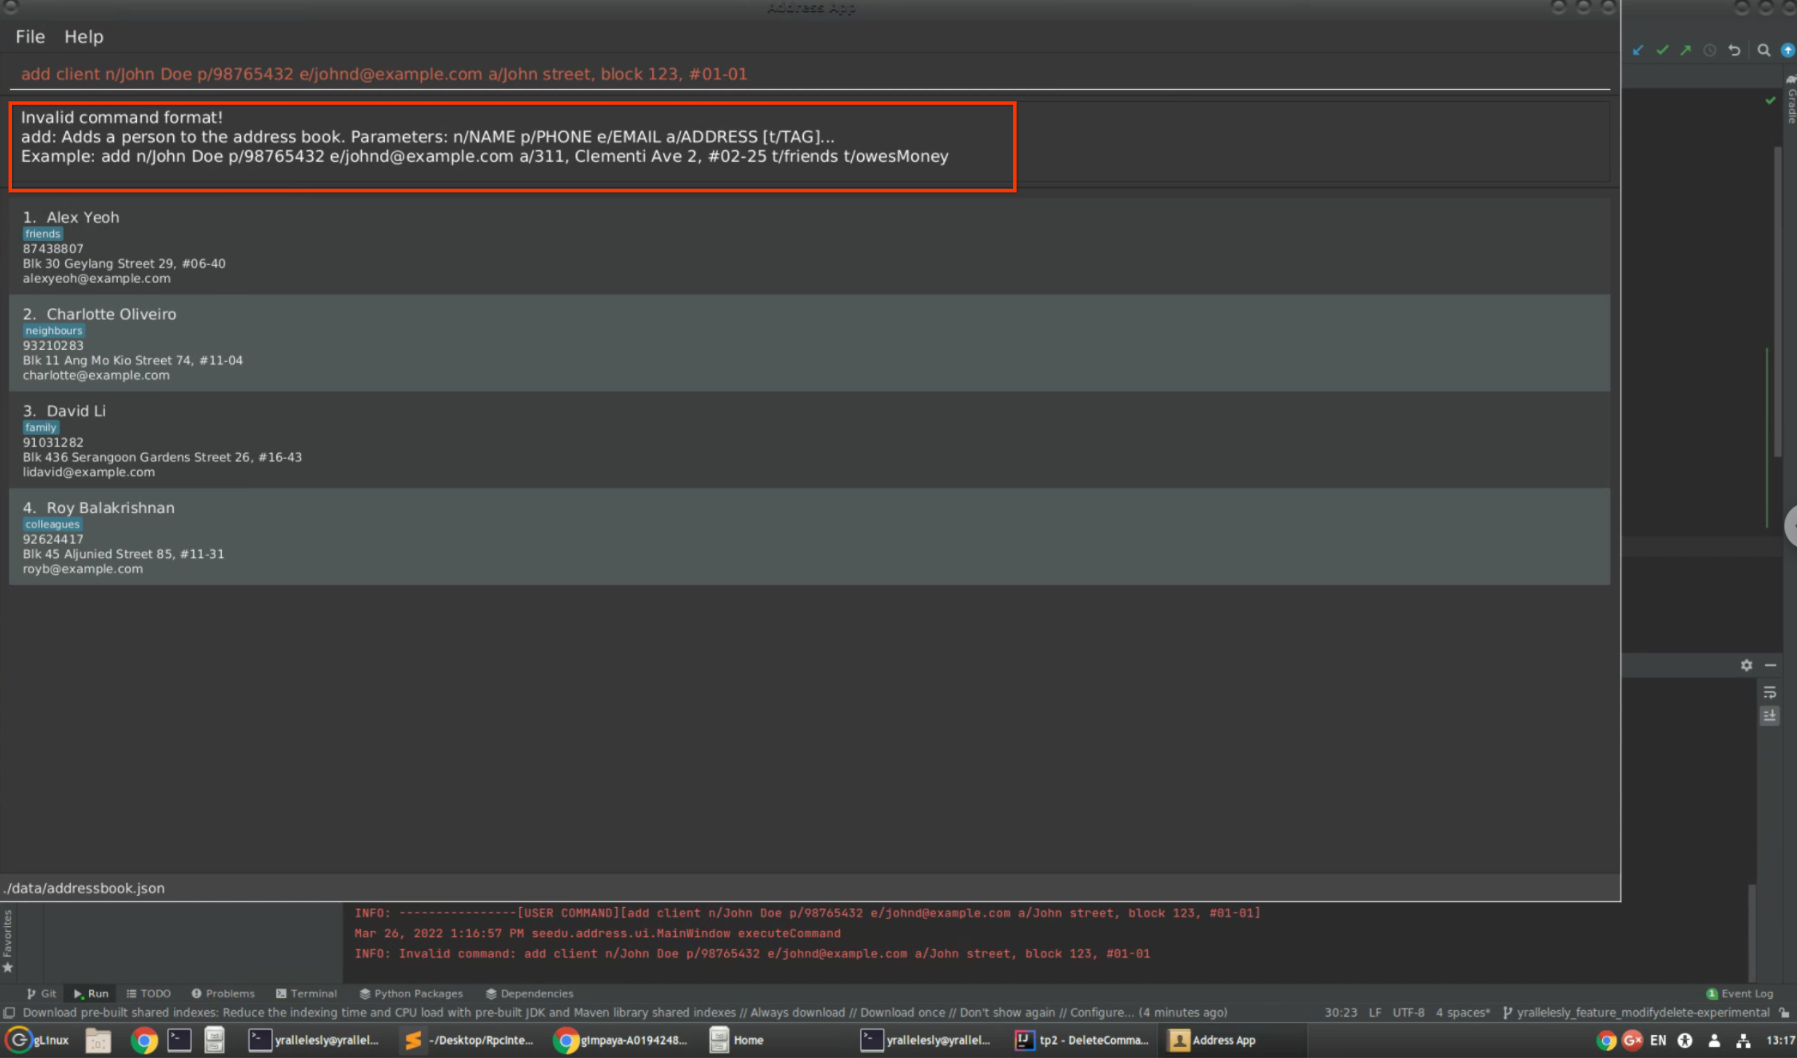 Address App
File Help
add client n/John Doe p/98765432 e/johnd@example.com a/John street, block 123, #01-01
Invalid command format!
add: Adds a person to the address book. Parameters: n/NAME p/PHONE e/EMAIL a/ADDRESS [t/TAG]...
Example: add n/John Doe p/98765432 e/johnd@example.com a/311, Clementi Ave 2, #02-25 t/friends t/owesMoney
1. Alex Yeoh
friends
87438807
Blk 30 Geylang Street 29, #06-40
alexyeoh@example.com
2. Charlotte Oliveiro
neighbours
93210283
Blk 11 Ang Mo Kio Street 74, #11-04
charlotte@example.com
3. David Li
family
91031282
Blk 436 Serangoon Gardens Street 26, #16-43
lidavid@example.com
4. Roy Balakrishnan
colleagues
92624417
Blk 45 Aljunied Street 85, #11-31
royb@example.com
./data/addressbook.json
Gradle
Favorites
INFO: ----------------[USER COMMAND][add client n/John Doe p/98765432 e/johnd@example.com a/John street, block 123, #01-01]
Mar 26, 2022 1:16:57 PM seedu.address.ui.MainWindow executeCommand
INFO: Invalid command: add client n/John Doe p/98765432 e/johnd@example.com a/John street, block 123, #01-01
Git Run TODO Problems Terminal Python Packages Dependencies 1 Event Log
Download pre-built shared indexes: Reduce the indexing time and CPU load with pre-built JDK and Maven library shared indexes // Always download // Download once // Don't show again // Configure... (4 minutes ago) 30:23 LF UTF-8 4 spaces* yrallelesly_feature_modifydelete-experimental
gLinux yrallelesly@yrallel... ~/Desktop/RpcInte... gimpaya-A0194248... Home yrallelesly@yrallel... tp2 - DeleteComma... Address App EN 13:17